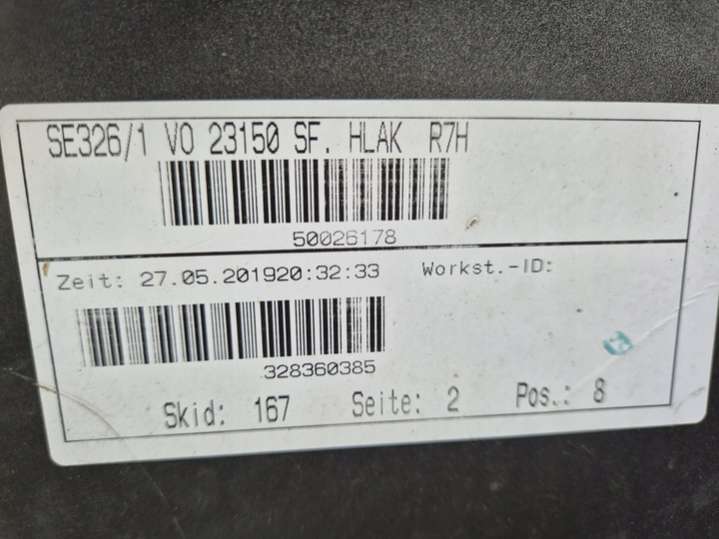 SE326/1 VO 23150 SF. HLAK R7H
50026178
Zeit: 27.05.201920:32:33 Workst.-ID:
328360385
Skid: 167 Seite: 2 Pos.: 8